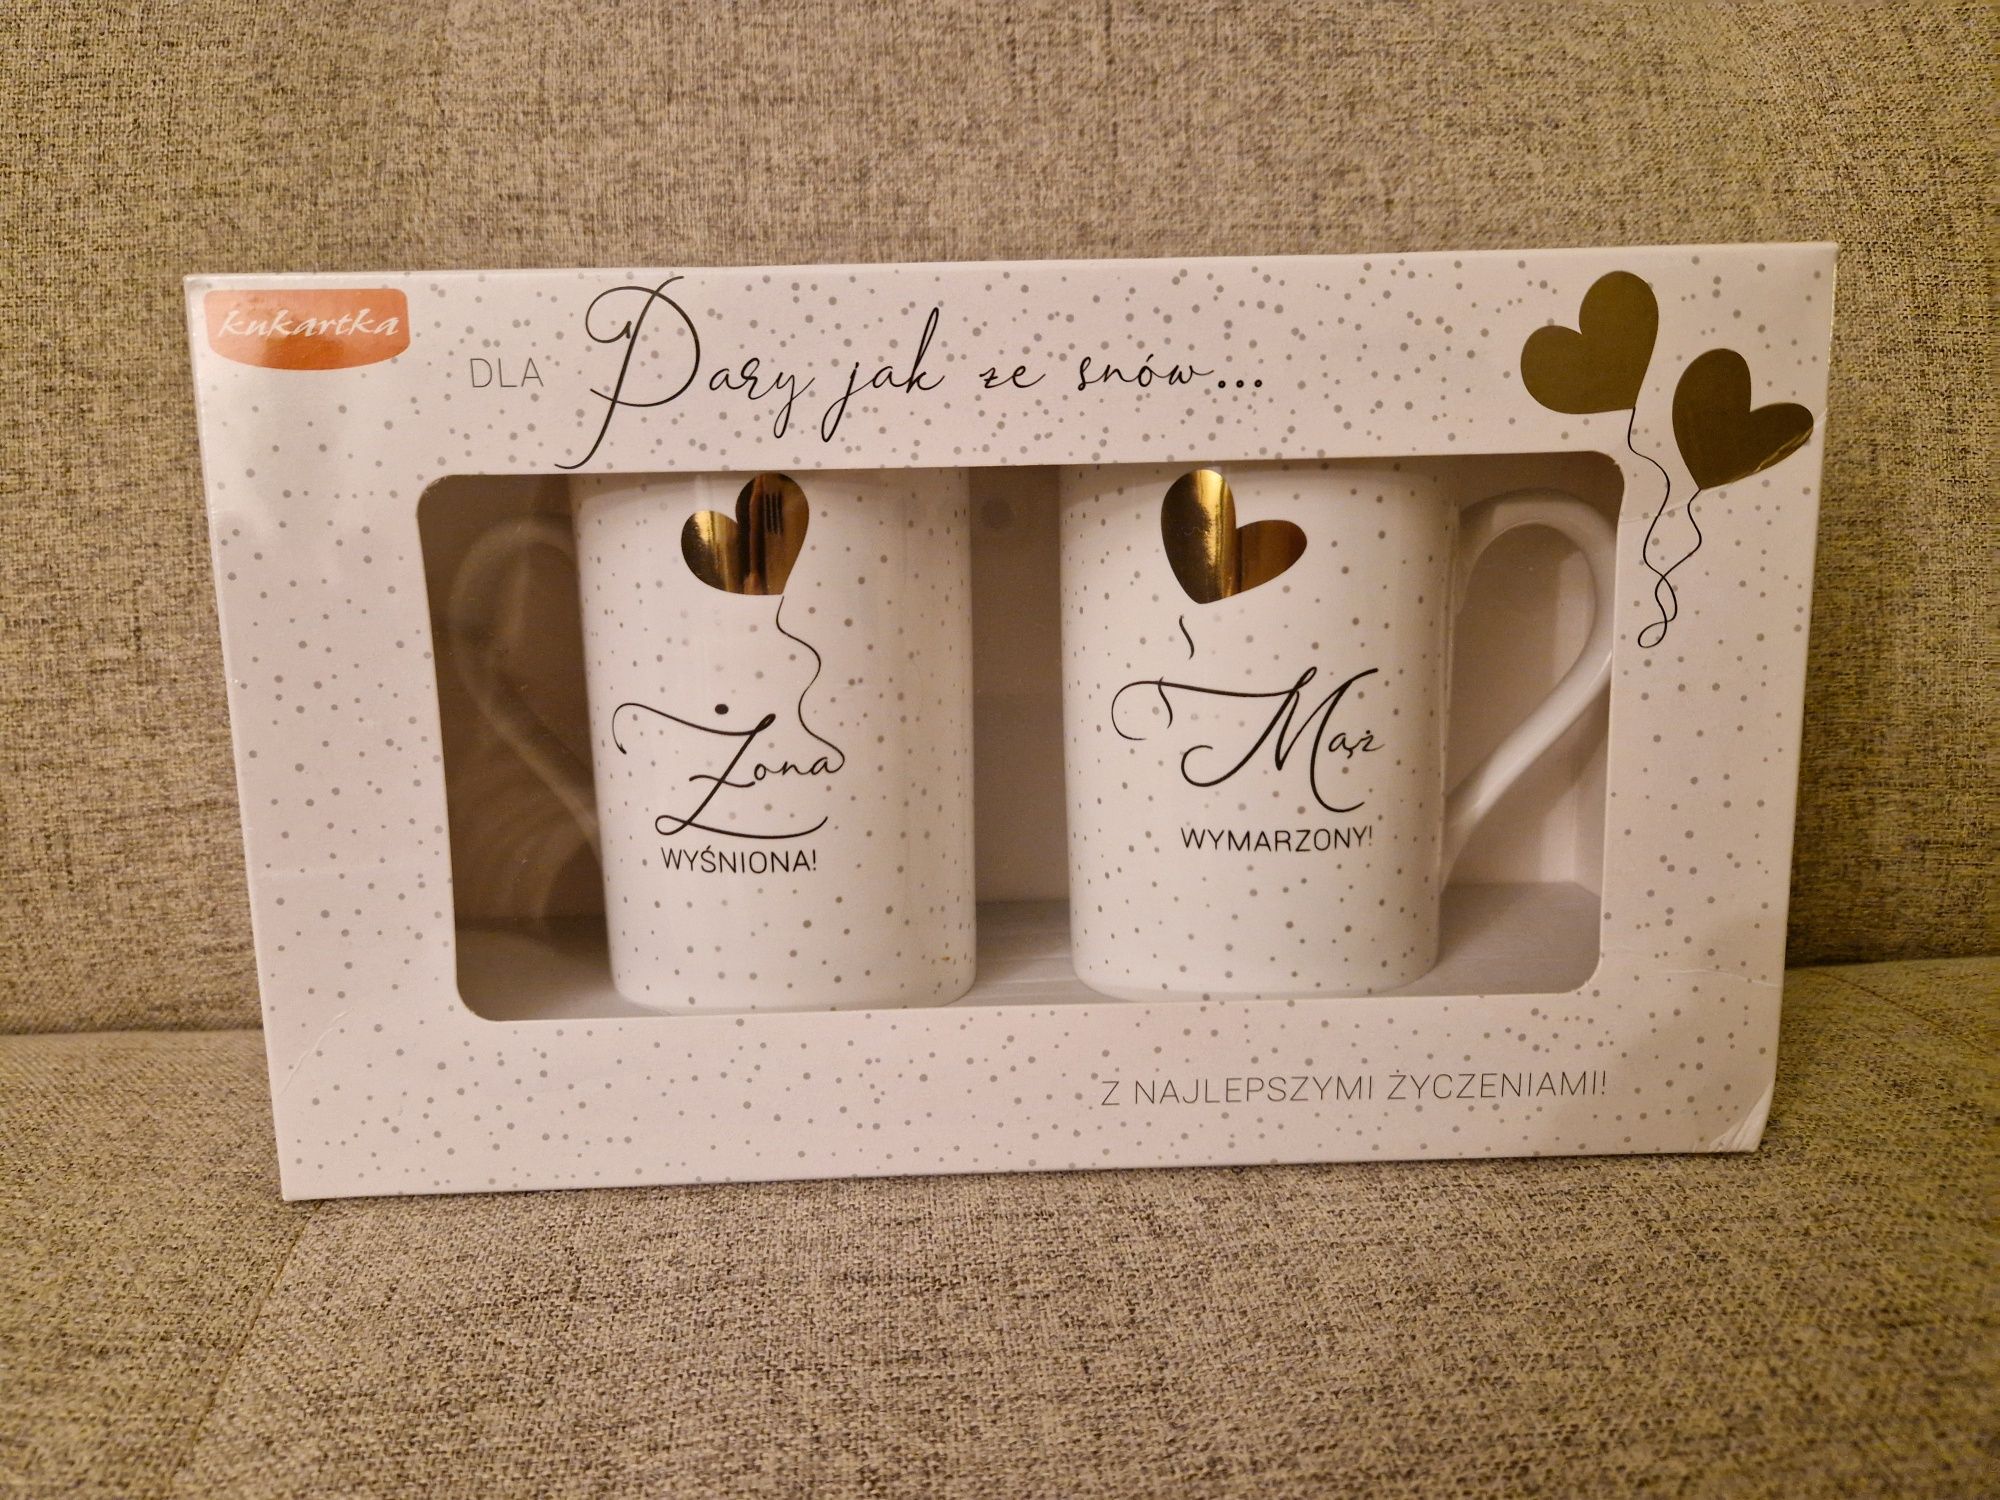 kukartka
DLA Pary jak ze snów...
Żona
WYŚNIONA!
Mąż
WYMARZONY!
Z NAJLEPSZYMI ŻYCZENIAMI!